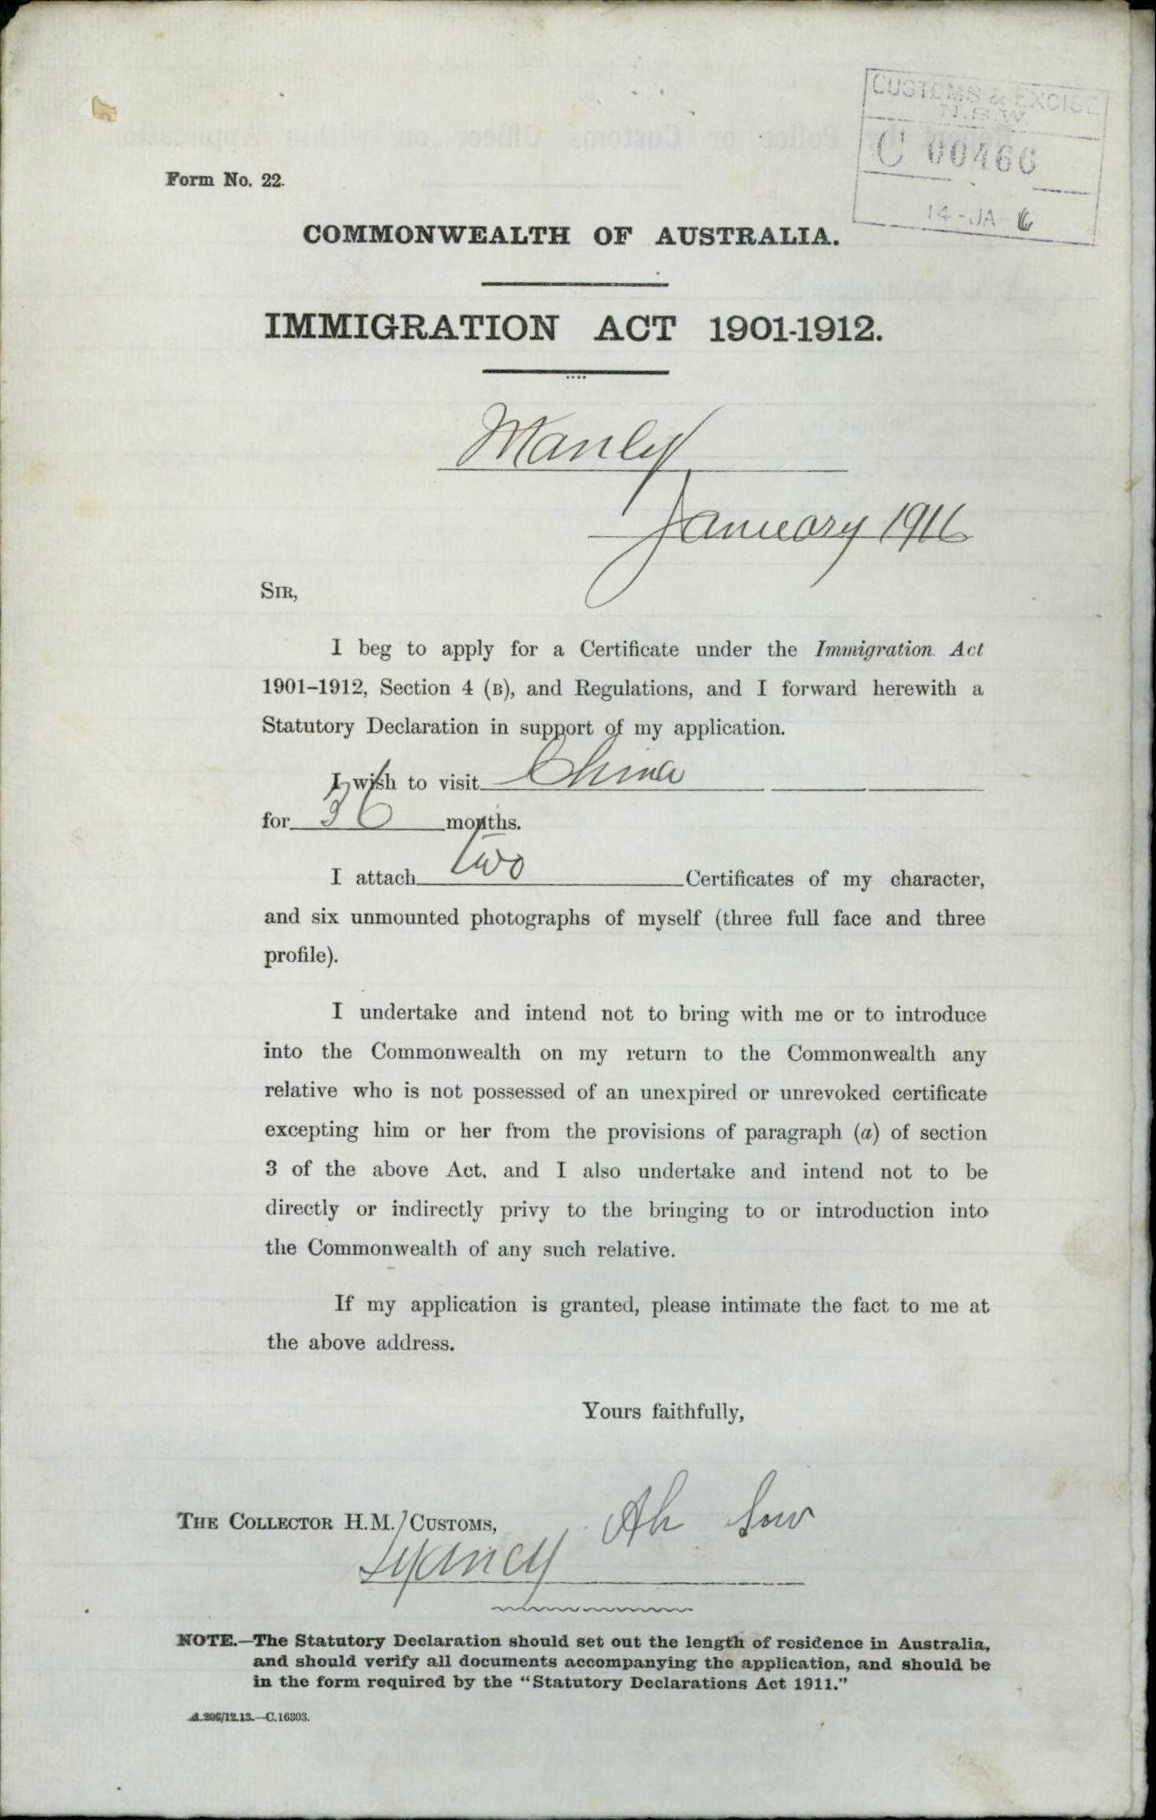 CUSTOMS & EXCISE
N.S.W.
C 00466
14-JA 6
Form No. 22.
COMMONWEALTH OF AUSTRALIA.
IMMIGRATION ACT 1901-1912.
Manly
January 1916
SIR,
I beg to apply for a Certificate under the Immigration Act
1901–1912, Section 4 (B), and Regulations, and I forward herewith a
Statutory Declaration in support of my application.
I wish to visit China
for 36 months.
I attach two Certificates of my character,
and six unmounted photographs of myself (three full face and three
profile).
I undertake and intend not to bring with me or to introduce
into the Commonwealth on my return to the Commonwealth any
relative who is not possessed of an unexpired or unrevoked certificate
excepting him or her from the provisions of paragraph (a) of section
3 of the above Act, and I also undertake and intend not to be
directly or indirectly privy to the bringing to or introduction into
the Commonwealth of any such relative.
If my application is granted, please intimate the fact to me at
the above address.
Yours faithfully,
Ah Sow
THE COLLECTOR H.M. CUSTOMS,
Sydney
NOTE.—The Statutory Declaration should set out the length of residence in Australia,
and should verify all documents accompanying the application, and should be
in the form required by the "Statutory Declarations Act 1911."
A.206/12.13.—C.16303.